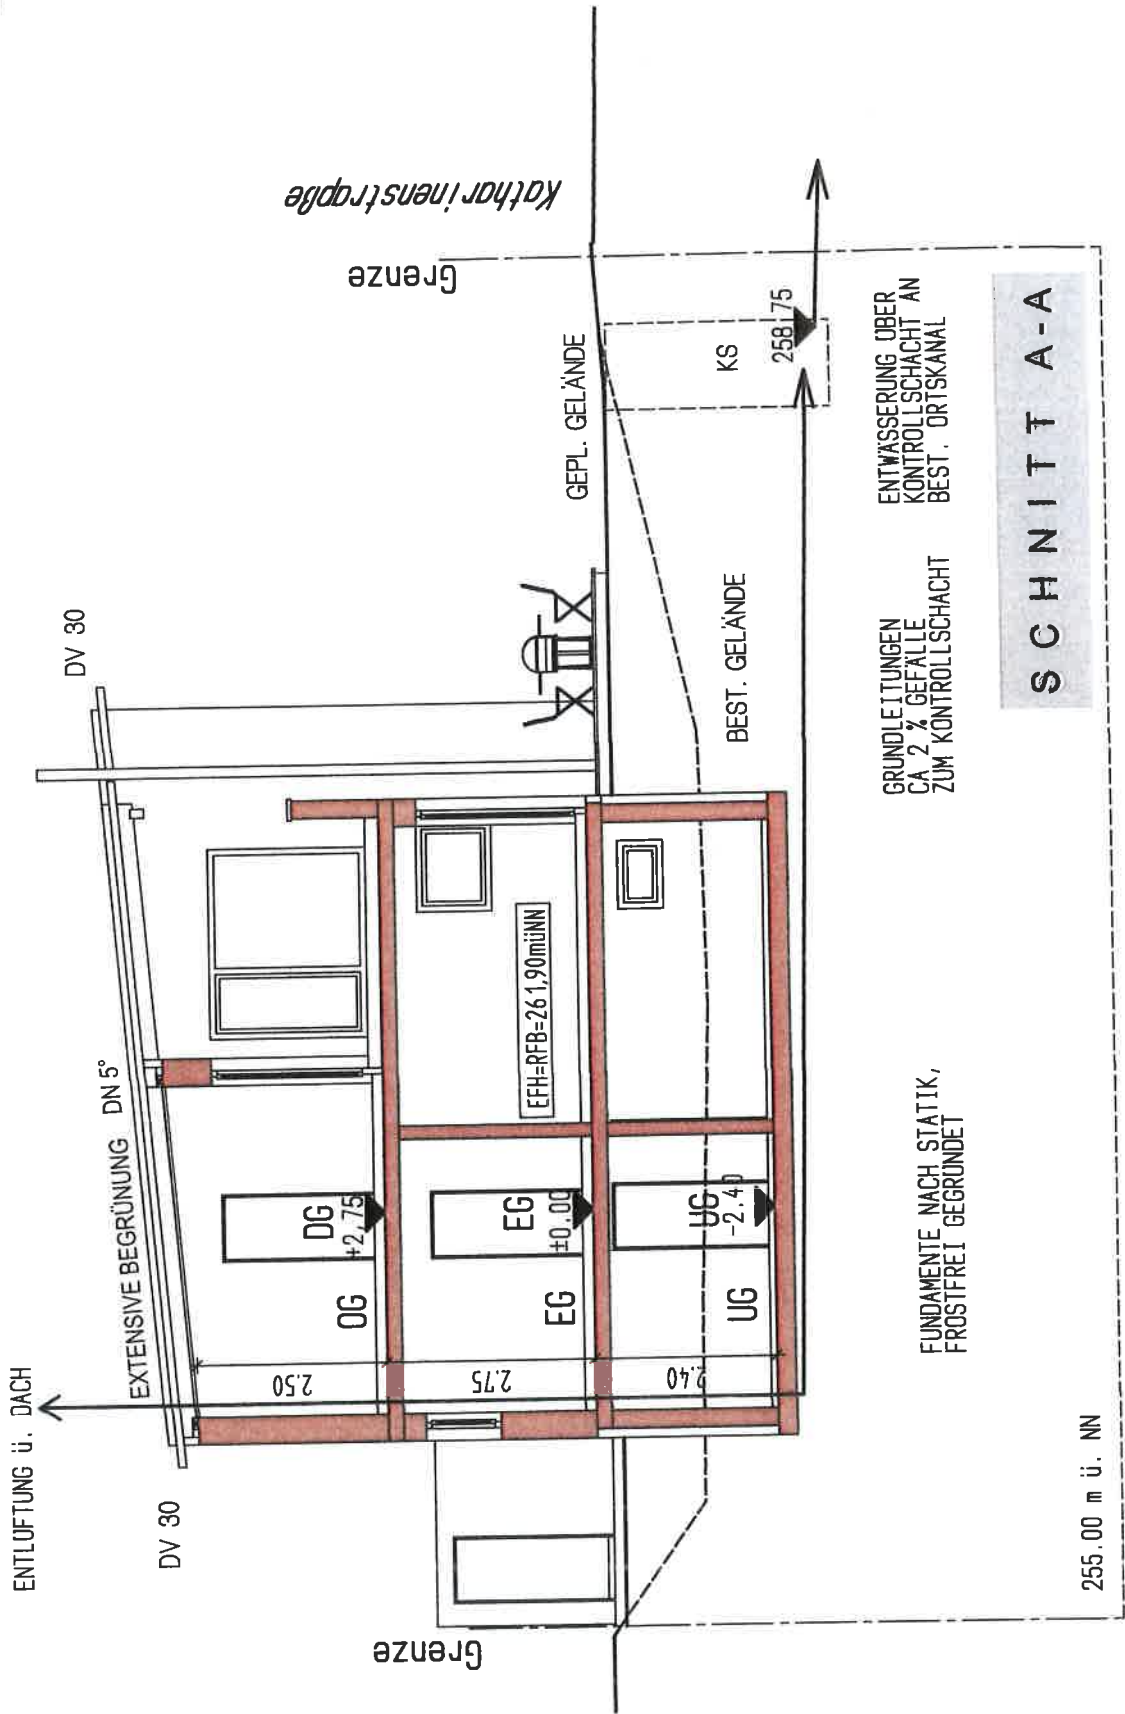 ENTLÜFTUNG ü. DACH
DV 30
EXTENSIVE BEGRÜNUNG DN 5°
DV 30
2.50
OG
DG
+2,75
2.75
EG
EG
±0.00
EFH=RFB=261,90müNN
2.40
UG
UG
-2.40
Grenze
Grenze
Katharinenstrapße
GEPL. GELÄNDE
BEST. GELÄNDE
KS
258,75
FUNDAMENTE NACH STATIK,
FROSTFREI GEGRÜNDET
GRUNDLEITUNGEN
CA 2 % GEFÄLLE
ZUM KONTROLLSCHACHT
ENTWÄSSERUNG ÜBER
KONTROLLSCHACHT AN
BEST. ORTSKANAL
255.00 m ü. NN
SCHNITT A-A